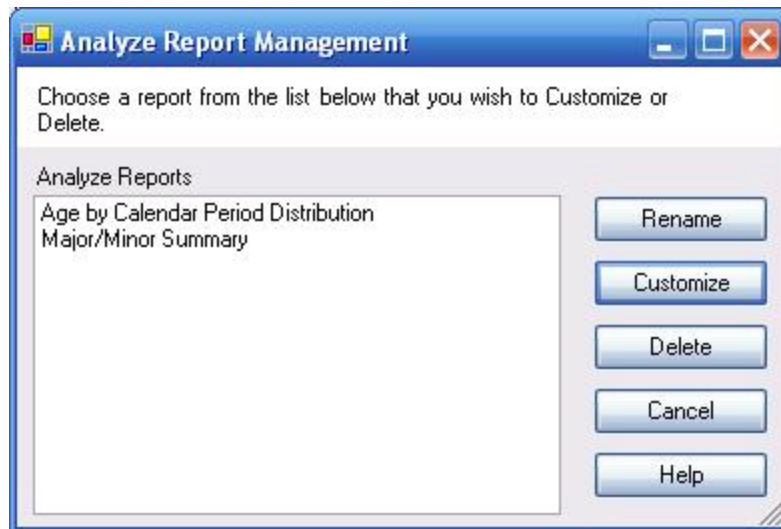 Analyze Report Management
Choose a report from the list below that you wish to Customize or
Delete.
Analyze Reports
Age by Calendar Period Distribution
Major/Minor Summary
Rename
Customize
Delete
Cancel
Help